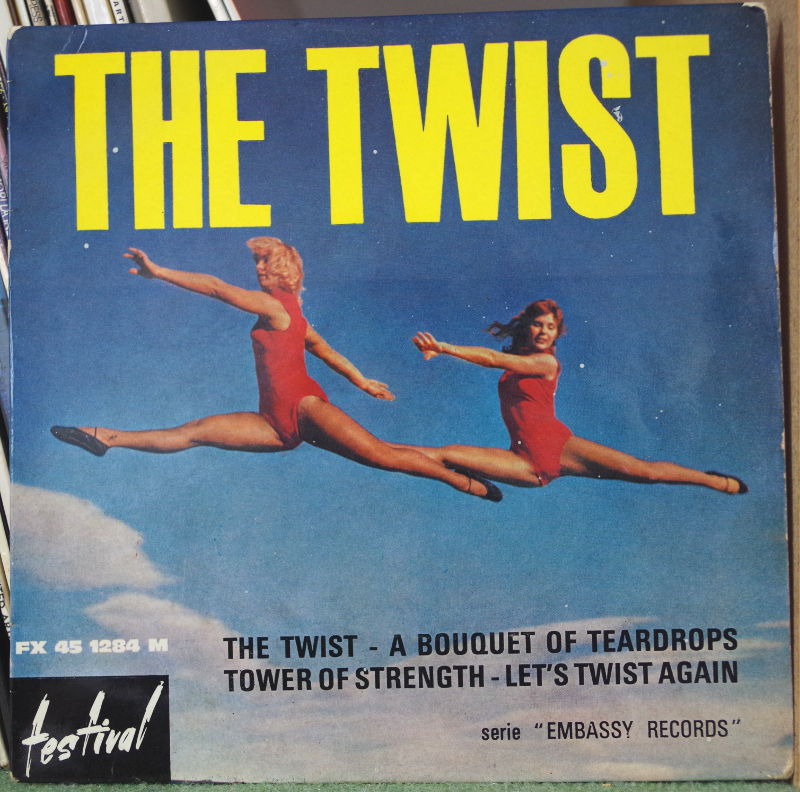 THE TWIST
FX 45 1284 M
THE TWIST - A BOUQUET OF TEARDROPS
TOWER OF STRENGTH - LET'S TWIST AGAIN
festival
serie "EMBASSY RECORDS"